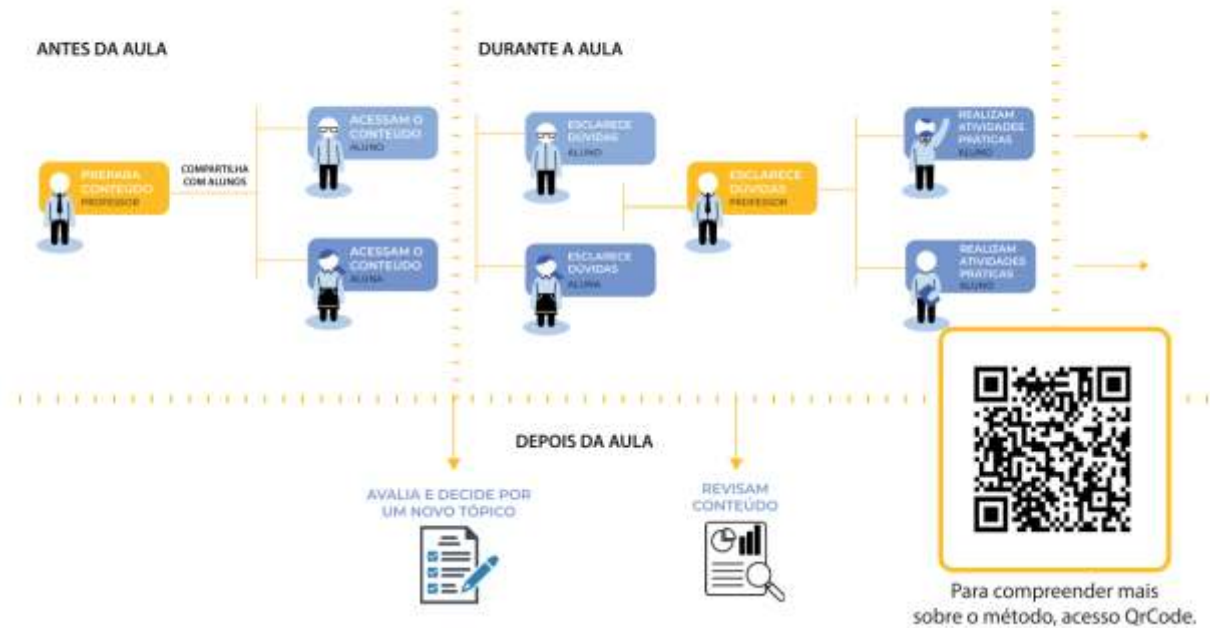 ANTES DA AULA
PREPARA
CONTEÚDO
PROFESSOR
COMPARTILHA
COM ALUNOS
ACESSAM O
CONTEÚDO
ALUNO
ACESSAM O
CONTEÚDO
ALUNA
DURANTE A AULA
ESCLARECE
DÚVIDAS
ALUNO
ESCLARECE
DÚVIDAS
ALUNA
ESCLARECE
DÚVIDAS
PROFESSOR
REALIZAM
ATIVIDADES
PRÁTICAS
ALUNO
REALIZAM
ATIVIDADES
PRÁTICAS
ALUNO
DEPOIS DA AULA
AVALIA E DECIDE POR
UM NOVO TÓPICO
REVISAM
CONTEÚDO
Para compreender mais
sobre o método, acesso QrCode.